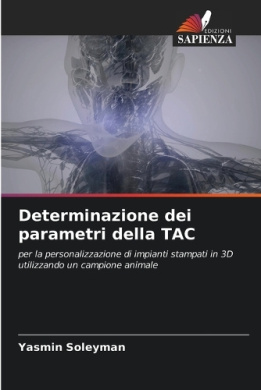 EDIZIONI
SAPIENZA
Determinazione dei
parametri della TAC
per la personalizzazione di impianti stampati in 3D
utilizzando un campione animale
Yasmin Soleyman